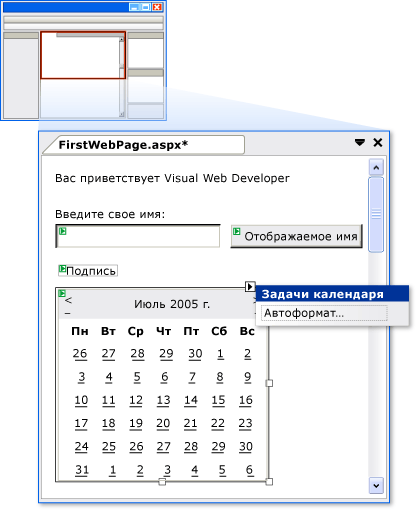 FirstWebPage.aspx*
Вас приветствует Visual Web Developer
Введите свое имя:
Отображаемое имя
Подпись
< Июль 2005 г.
Задачи календаря
Автоформат...
Пн Вт Ср Чт Пт Сб Вс
26 27 28 29 30 1 2
3 4 5 6 7 8 9
10 11 12 13 14 15 16
17 18 19 20 21 22 23
24 25 26 27 28 29 30
31 1 2 3 4 5 6